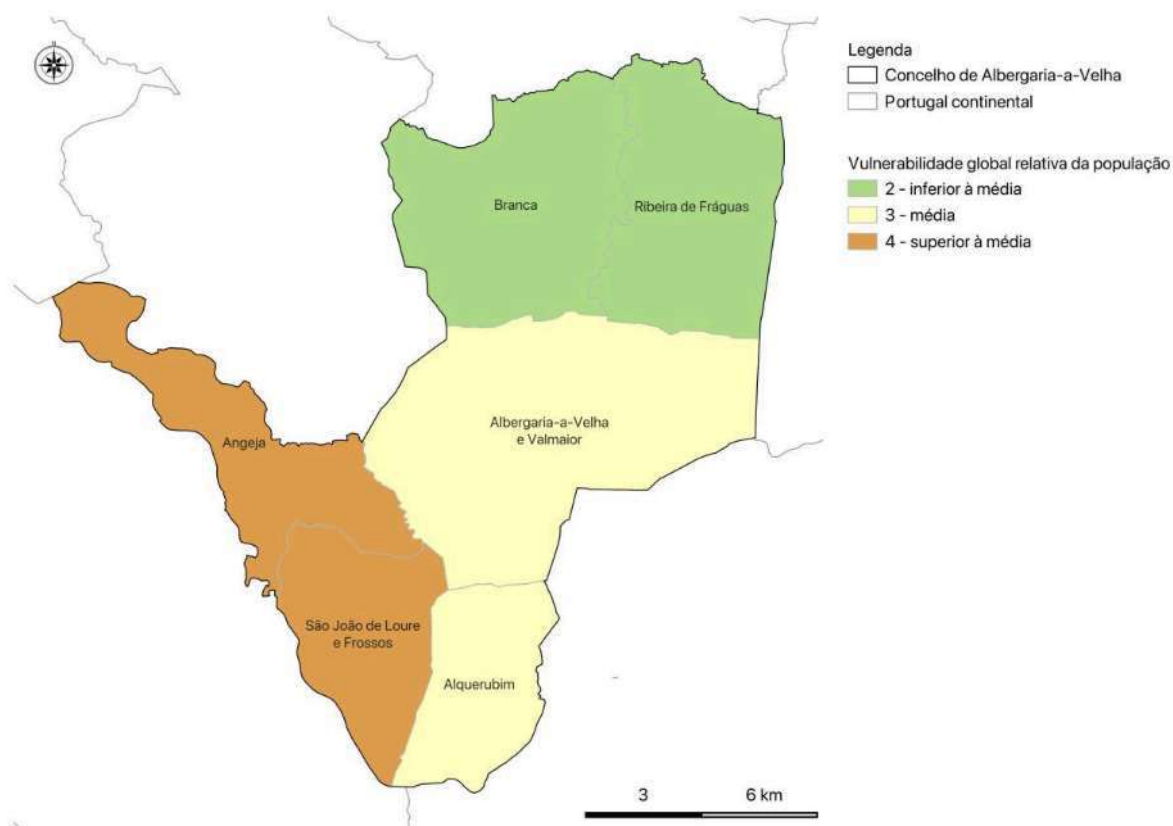 Legenda
Concelho de Albergaria-a-Velha
Portugal continental
Vulnerabilidade global relativa da população
2 - inferior à média
3 - média
4 - superior à média
Branca
Ribeira de Fráguas
Albergaria-a-Velha
e Valmaior
Angeja
São João de Loure
e Frossos
Alquerubim
3
6 km